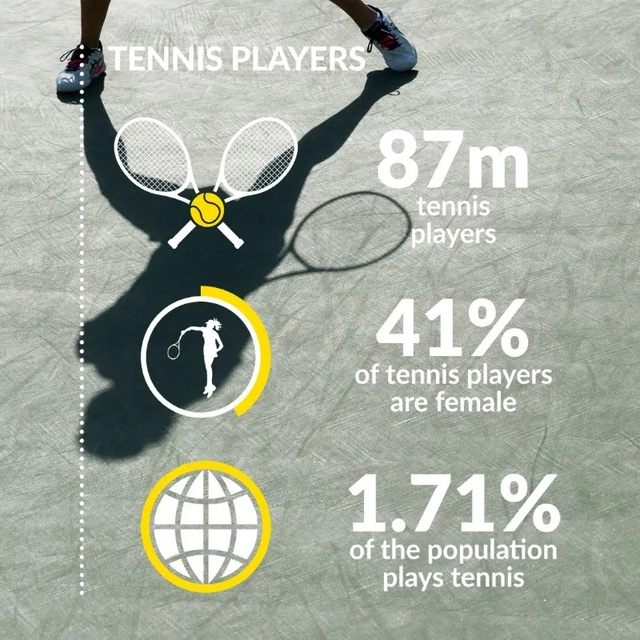 TENNIS PLAYERS
87m
tennis
players
41%
of tennis players
are female
1.71%
of the population
plays tennis